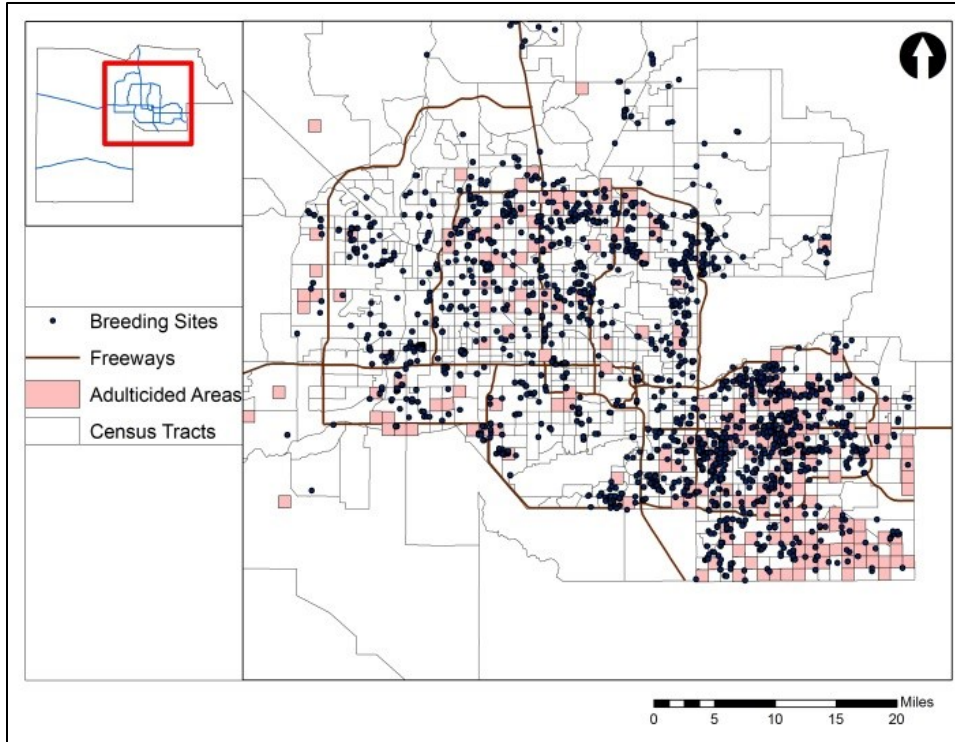 Breeding Sites
Freeways
Adulticided Areas
Census Tracts
Miles
0 5 10 15 20